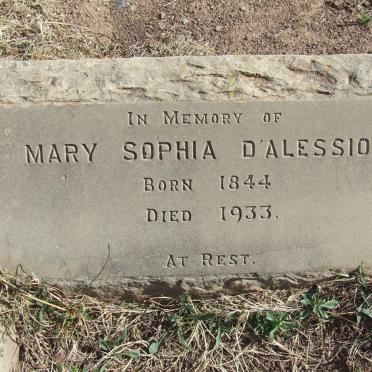 In Memory of
MARY SOPHIA D'ALESSIO
Born 1844
Died 1933.
At Rest.